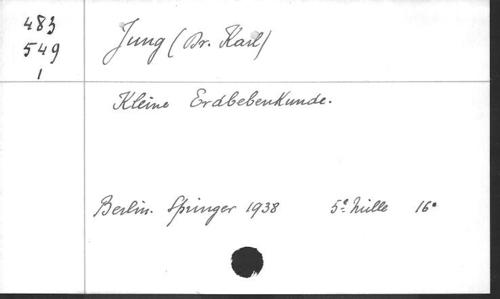 483
549
1
Jung (Dr. Karl)
Kleine Erdbebenkunde.
Berlin. Springer 1938 5e mille 16°